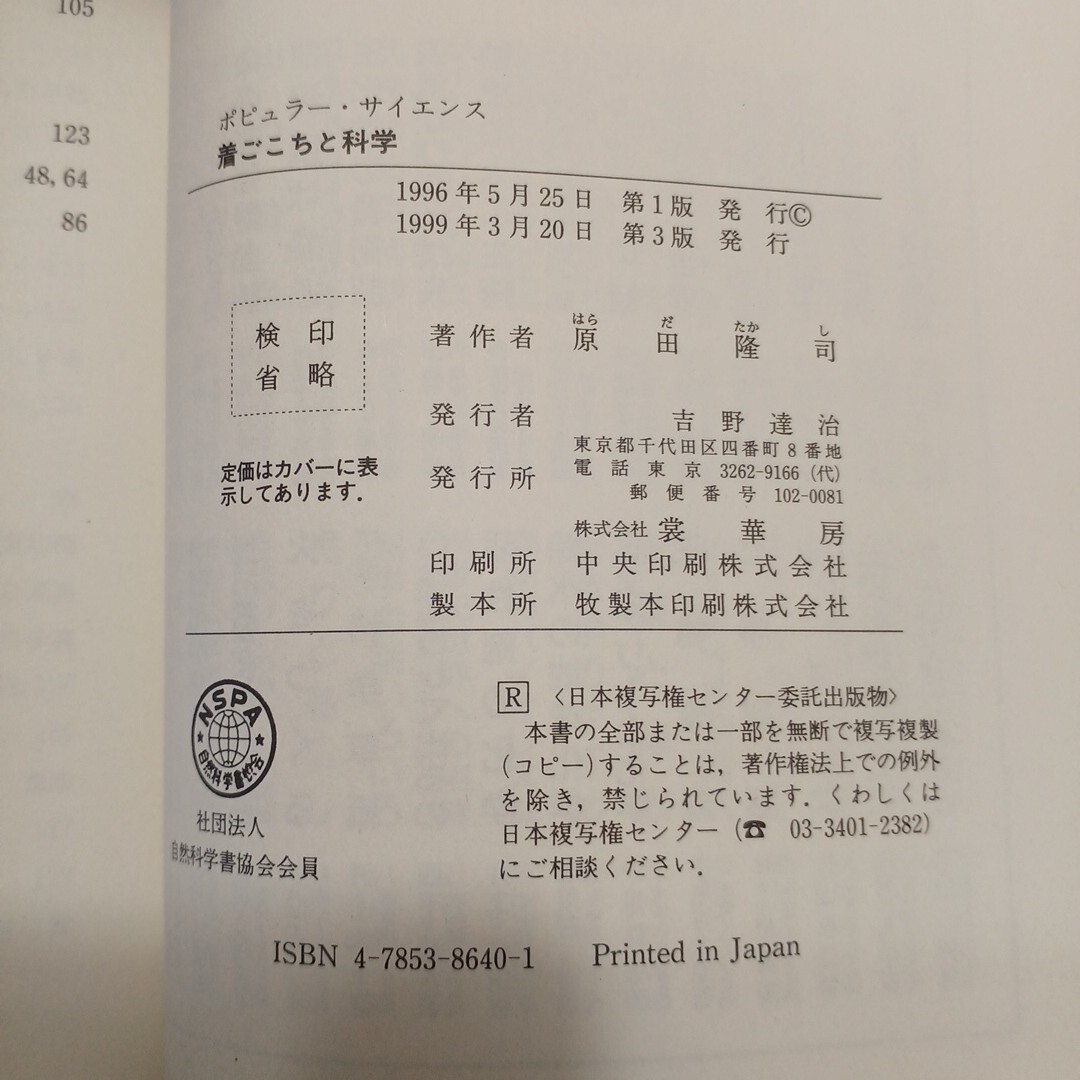 105
123
48, 64
86
ポピュラー・サイエンス
着ごこちと科学
1996年5月25日 第1版 発 行©
1999年3月20日 第3版 発 行
検 印
省 略
定価はカバーに表
示してあります．
はら だ たか し
著作者 原 田 隆 司
発行者 吉 野 達 治
発行所 東京都千代田区四番町8番地
電 話 東 京 3262-9166 (代)
郵 便 番 号 102-0081
株式会社 裳 華 房
印刷所 中央印刷株式会社
製本所 牧製本印刷株式会社
NSPA
自然科学書協会
社団法人
自然科学書協会会員
R 〈日本複写権センター委託出版物〉
本書の全部または一部を無断で複写複製
(コピー)することは，著作権法上での例外
を除き，禁じられています．くわしくは
日本複写権センター (☎ 03-3401-2382)
にご相談ください．
ISBN 4-7853-8640-1 Printed in Japan